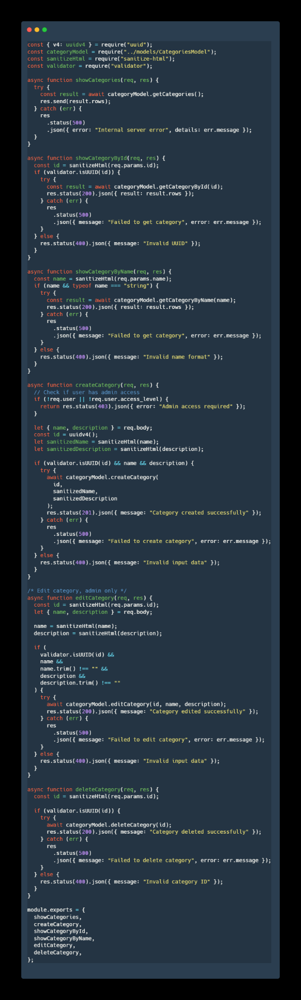 const { v4: uuidv4 } = require("uuid");
const categoryModel = require("../models/CategoriesModel");
const sanitizeHtml = require("sanitize-html");
const validator = require("validator");

async function showCategories(req, res) {
  try {
    const result = await categoryModel.getCategories();
    res.send(result.rows);
  } catch (err) {
    res
      .status(500)
      .json({ error: "Internal server error", details: err.message });
  }
}

async function showCategoryById(req, res) {
  const id = sanitizeHtml(req.params.id);
  if (validator.isUUID(id)) {
    try {
      const result = await categoryModel.getCategoryById(id);
      res.status(200).json({ result: result.rows });
    } catch (err) {
      res
        .status(500)
        .json({ message: "Failed to get category", error: err.message });
    }
  } else {
    res.status(400).json({ message: "Invalid UUID" });
  }
}

async function showCategoryByName(req, res) {
  const name = sanitizeHtml(req.params.name);
  if (name && typeof name === "string") {
    try {
      const result = await categoryModel.getCategoryByName(name);
      res.status(200).json({ result: result.rows });
    } catch (err) {
      res
        .status(500)
        .json({ message: "Failed to get category", error: err.message });
    }
  } else {
    res.status(400).json({ message: "Invalid name format" });
  }
}

async function createCategory(req, res) {
  // Check if user has admin access
  if (!req.user || !req.user.access_level) {
    return res.status(403).json({ error: "Admin access required" });
  }

  let { name, description } = req.body;
  const id = uuidv4();
  let sanitizedName = sanitizeHtml(name);
  let sanitizedDescription = sanitizeHtml(description);

  if (validator.isUUID(id) && name && description) {
    try {
      await categoryModel.createCategory(
        id,
        sanitizedName,
        sanitizedDescription
      );
      res.status(201).json({ message: "Category created successfully" });
    } catch (err) {
      res
        .status(500)
        .json({ message: "Failed to create category", error: err.message });
    }
  } else {
    res.status(400).json({ message: "Invalid input data" });
  }
}

/* Edit category, admin only */
async function editCategory(req, res) {
  const id = sanitizeHtml(req.params.id);
  let { name, description } = req.body;

  name = sanitizeHtml(name);
  description = sanitizeHtml(description);

  if (
    validator.isUUID(id) &&
    name &&
    name.trim() !== "" &&
    description &&
    description.trim() !== ""
  ) {
    try {
      await categoryModel.editCategory(id, name, description);
      res.status(200).json({ message: "Category edited successfully" });
    } catch (err) {
      res
        .status(500)
        .json({ message: "Failed to edit category", error: err.message });
    }
  } else {
    res.status(400).json({ message: "Invalid input data" });
  }
}

async function deleteCategory(req, res) {
  const id = sanitizeHtml(req.params.id);

  if (validator.isUUID(id)) {
    try {
      await categoryModel.deleteCategory(id);
      res.status(200).json({ message: "Category deleted successfully" });
    } catch (err) {
      res
        .status(500)
        .json({ message: "Failed to delete category", error: err.message });
    }
  } else {
    res.status(400).json({ message: "Invalid category ID" });
  }
}

module.exports = {
  showCategories,
  createCategory,
  showCategoryById,
  showCategoryByName,
  editCategory,
  deleteCategory,
};